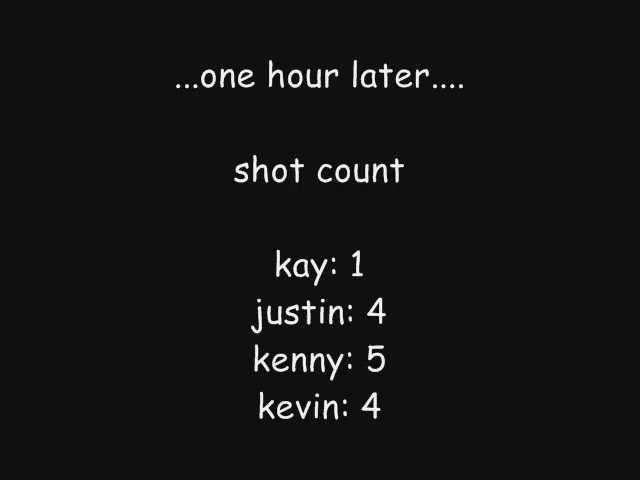 ...one hour later....
shot count
kay: 1
justin: 4
kenny: 5
kevin: 4